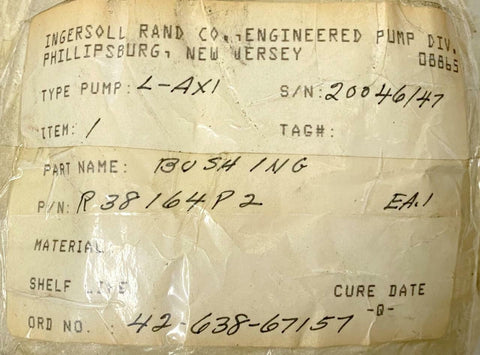 INGERSOLL RAND CO., ENGINEERED PUMP DIV.
PHILLIPSBURG, NEW JERSEY 08865
TYPE PUMP: L-AX1 S/N: 20046147
ITEM: 1 TAG#:
PART NAME: BUSHING
P/N: R38164P2 EA.1
MATERIAL
SHELF LIFE CURE DATE
-Q-
ORD NO.: 42-638-67157